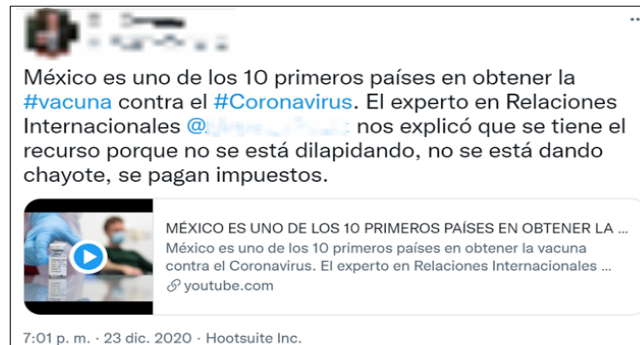 México es uno de los 10 primeros países en obtener la
#vacuna contra el #Coronavirus. El experto en Relaciones
Internacionales @ nos explicó que se tiene el
recurso porque no se está dilapidando, no se está dando
chayote, se pagan impuestos.
MÉXICO ES UNO DE LOS 10 PRIMEROS PAÍSES EN OBTENER LA ...
México es uno de los 10 primeros países en obtener la vacuna
contra el Coronavirus. El experto en Relaciones Internacionales ...
youtube.com
7:01 p. m. · 23 dic. 2020 · Hootsuite Inc.